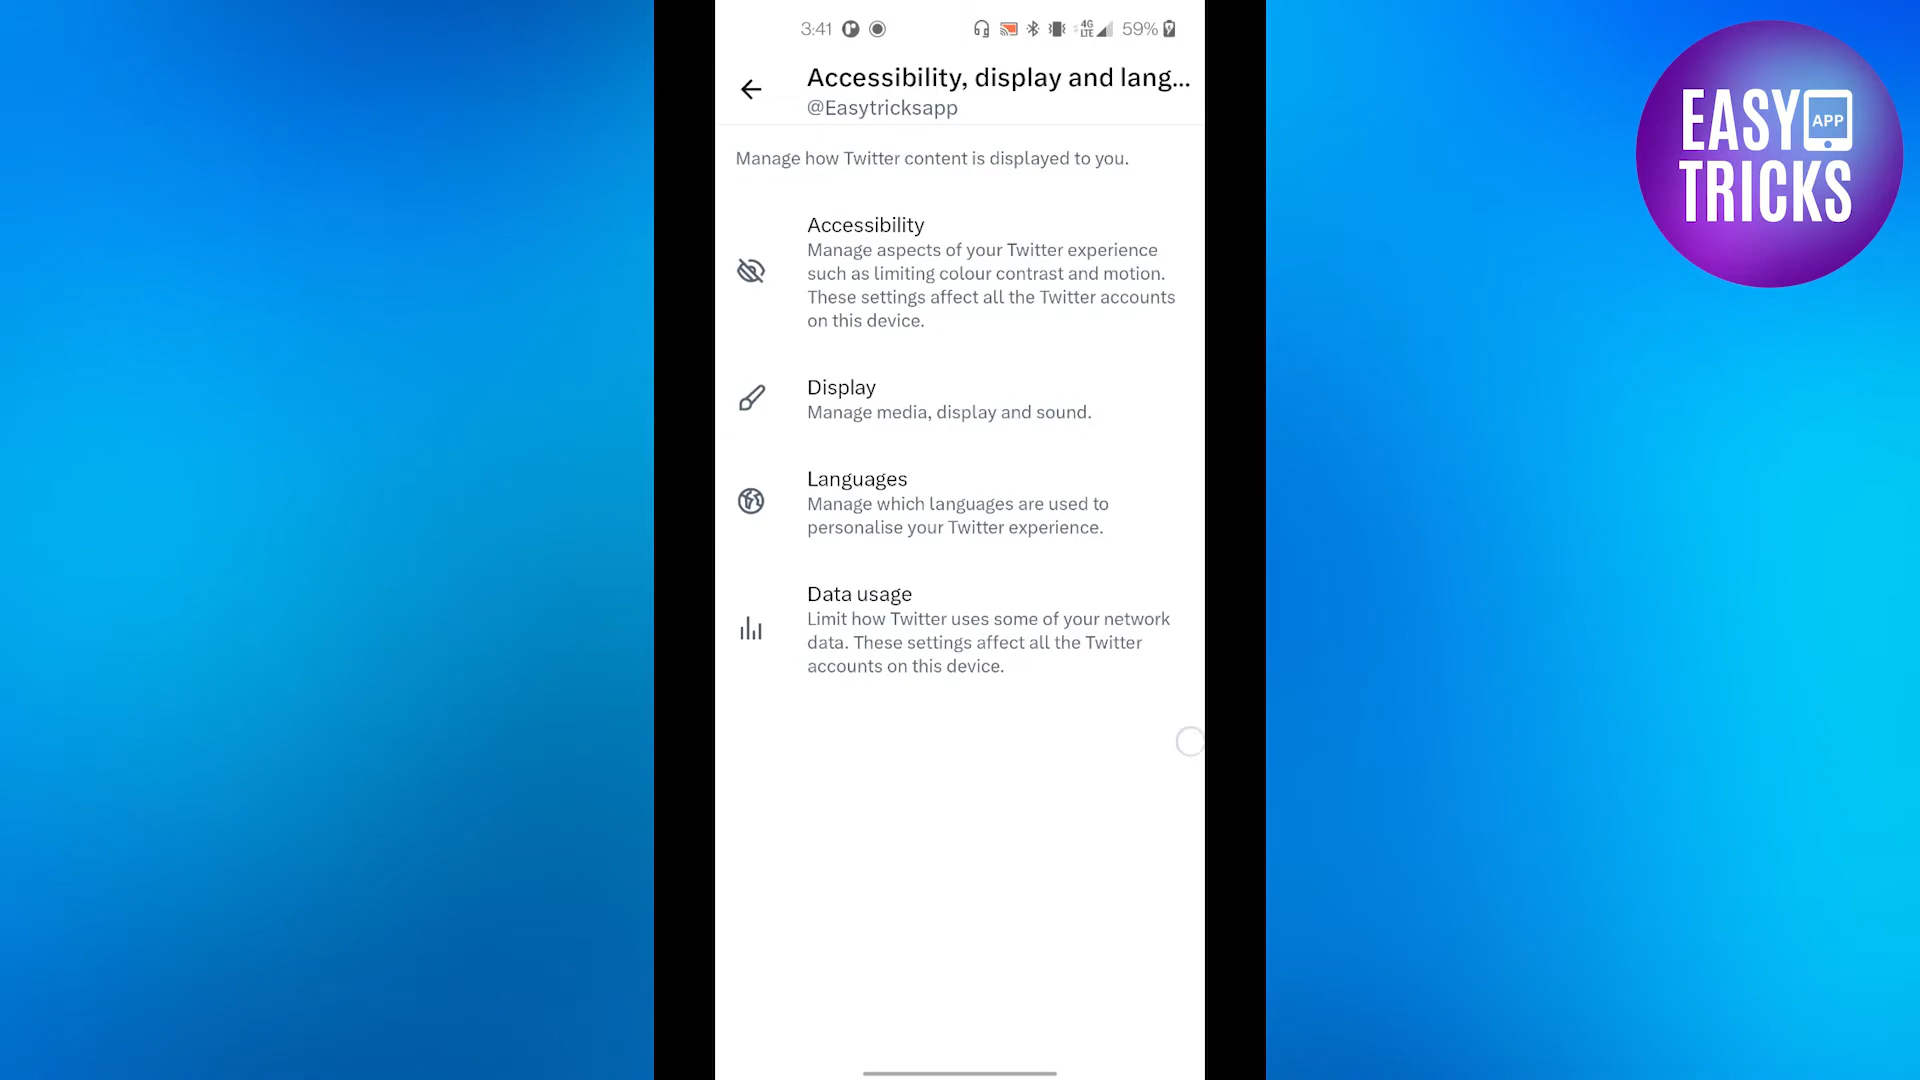 3:41
4G
LTE
59%
Accessibility, display and lang...
@Easytricksapp
Manage how Twitter content is displayed to you.
Accessibility
Manage aspects of your Twitter experience
such as limiting colour contrast and motion.
These settings affect all the Twitter accounts
on this device.
Display
Manage media, display and sound.
Languages
Manage which languages are used to
personalise your Twitter experience.
Data usage
Limit how Twitter uses some of your network
data. These settings affect all the Twitter
accounts on this device.
EASY APP
TRICKS